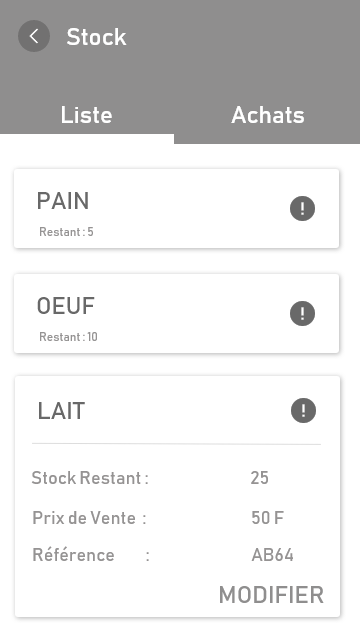 Stock
Liste Achats
PAIN
!
Restant : 5
OEUF
!
Restant : 10
LAIT
!
Stock Restant : 25
Prix de Vente : 50 F
Référence : AB64
MODIFIER